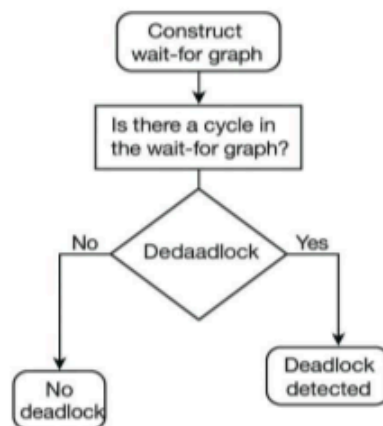 Construct
wait-for graph
Is there a cycle in
the wait-for graph?
Dedaadlock
No
Yes
No
deadlock
Deadlock
detected